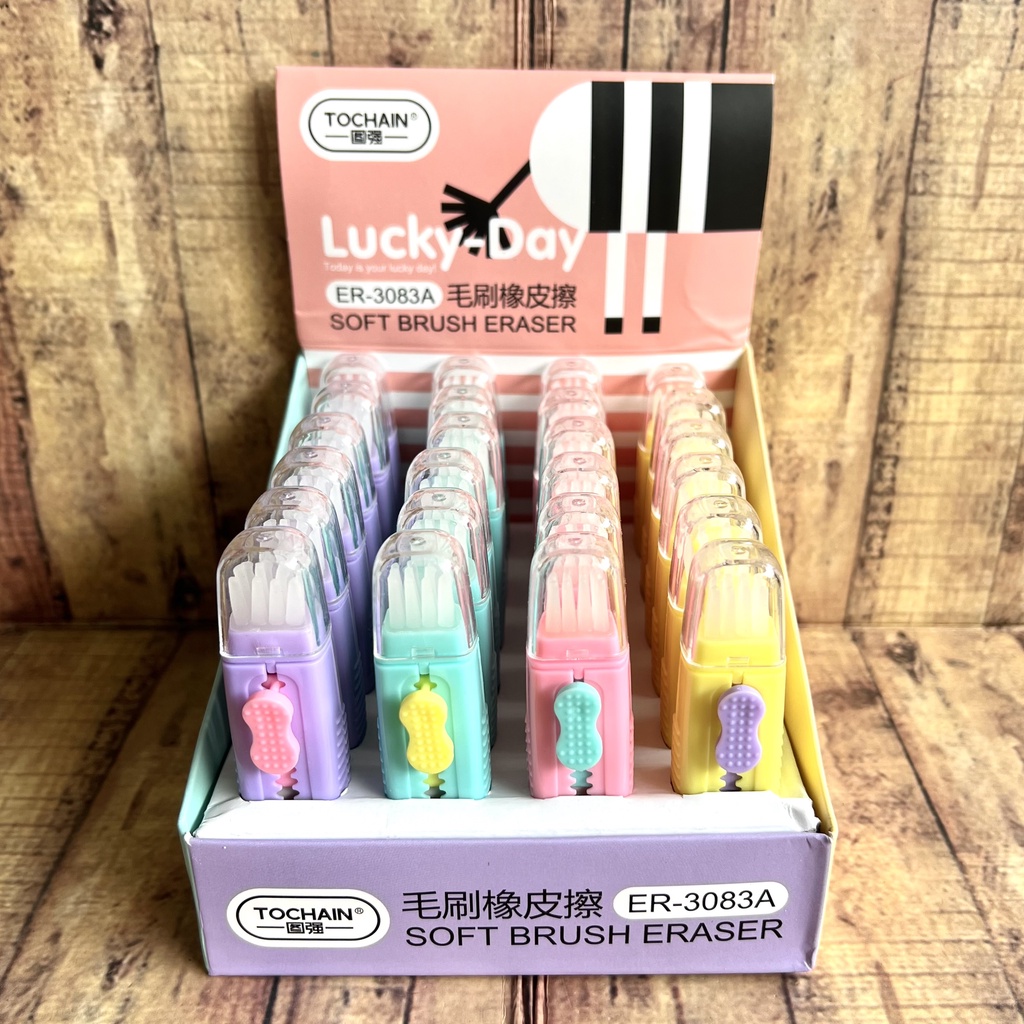 TOCHAIN®
固强
Lucky-Day
Today is your lucky day!
ER-3083A 毛刷橡皮擦
SOFT BRUSH ERASER
TOCHAIN®
固强
毛刷橡皮擦 ER-3083A
SOFT BRUSH ERASER